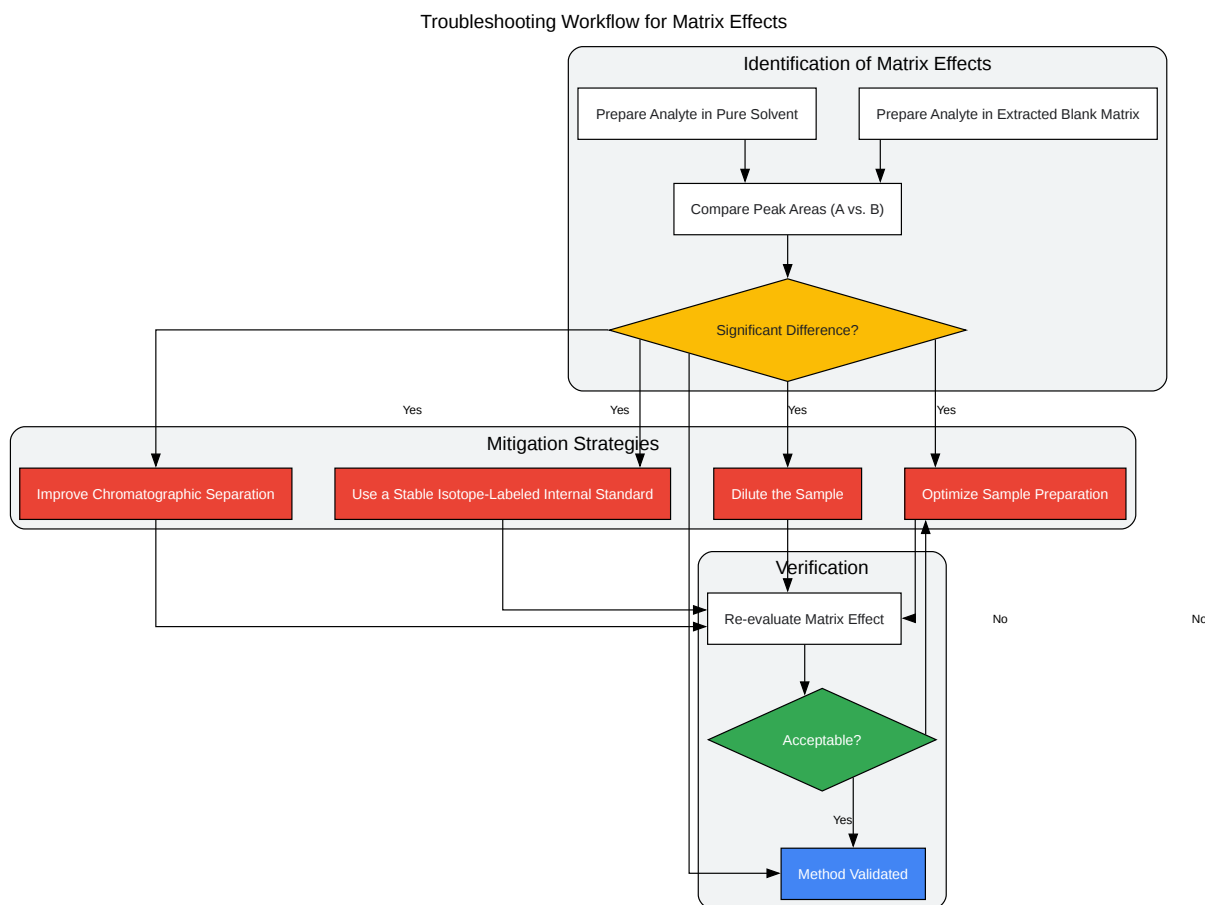 Troubleshooting Workflow for Matrix Effects
Identification of Matrix Effects
Prepare Analyte in Pure Solvent
Prepare Analyte in Extracted Blank Matrix
Compare Peak Areas (A vs. B)
Significant Difference?
Yes
Yes
Yes
Yes
Mitigation Strategies
Improve Chromatographic Separation
Use a Stable Isotope-Labeled Internal Standard
Dilute the Sample
Optimize Sample Preparation
Verification
Re-evaluate Matrix Effect
No
No
Acceptable?
Yes
Method Validated